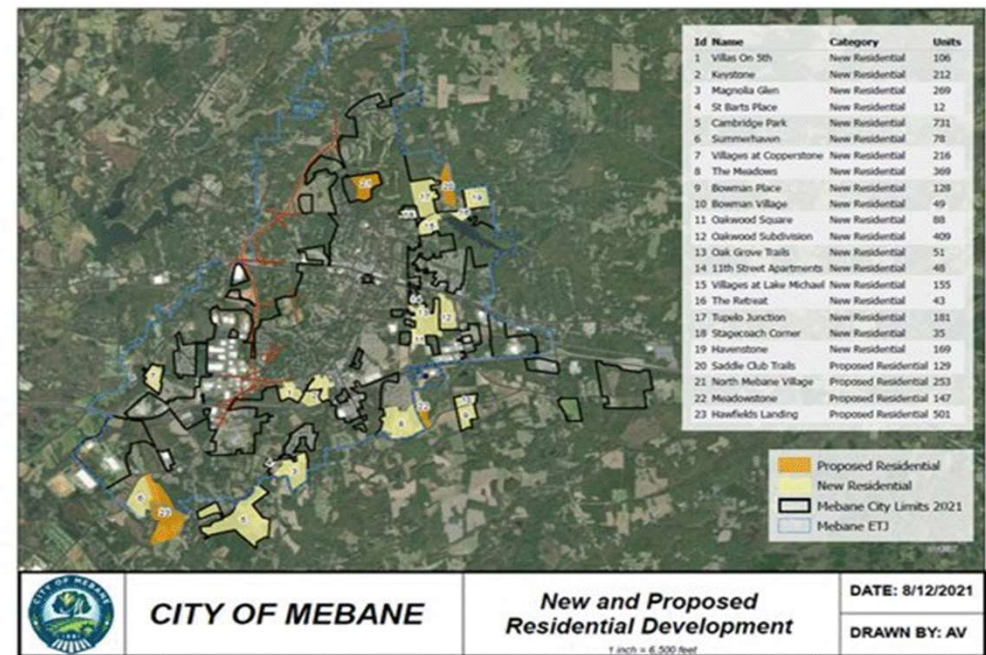 Id Name Category Units
1 Villas On 5th New Residential 106
2 Keystone New Residential 212
3 Magnolia Glen New Residential 269
4 St Barts Place New Residential 12
5 Cambridge Park New Residential 731
6 Summerhaven New Residential 78
7 Villages at Copperstone New Residential 216
8 The Meadows New Residential 369
9 Bowman Place New Residential 128
10 Bowman Village New Residential 49
11 Oakwood Square New Residential 88
12 Oakwood Subdivision New Residential 409
13 Oak Grove Trails New Residential 51
14 11th Street Apartments New Residential 48
15 Villages at Lake Michael New Residential 155
16 The Retreat New Residential 43
17 Tupelo Junction New Residential 181
18 Stagecoach Corner New Residential 35
19 Havenstone New Residential 169
20 Saddle Club Trails Proposed Residential 129
21 North Mebane Village Proposed Residential 253
22 Meadowstone Proposed Residential 147
23 Hawfields Landing Proposed Residential 501
Proposed Residential
New Residential
Mebane City Limits 2021
Mebane ETJ
CITY OF MEBANE
1881
CITY OF MEBANE
New and Proposed
Residential Development
1 inch = 6,500 feet
DATE: 8/12/2021
DRAWN BY: AV